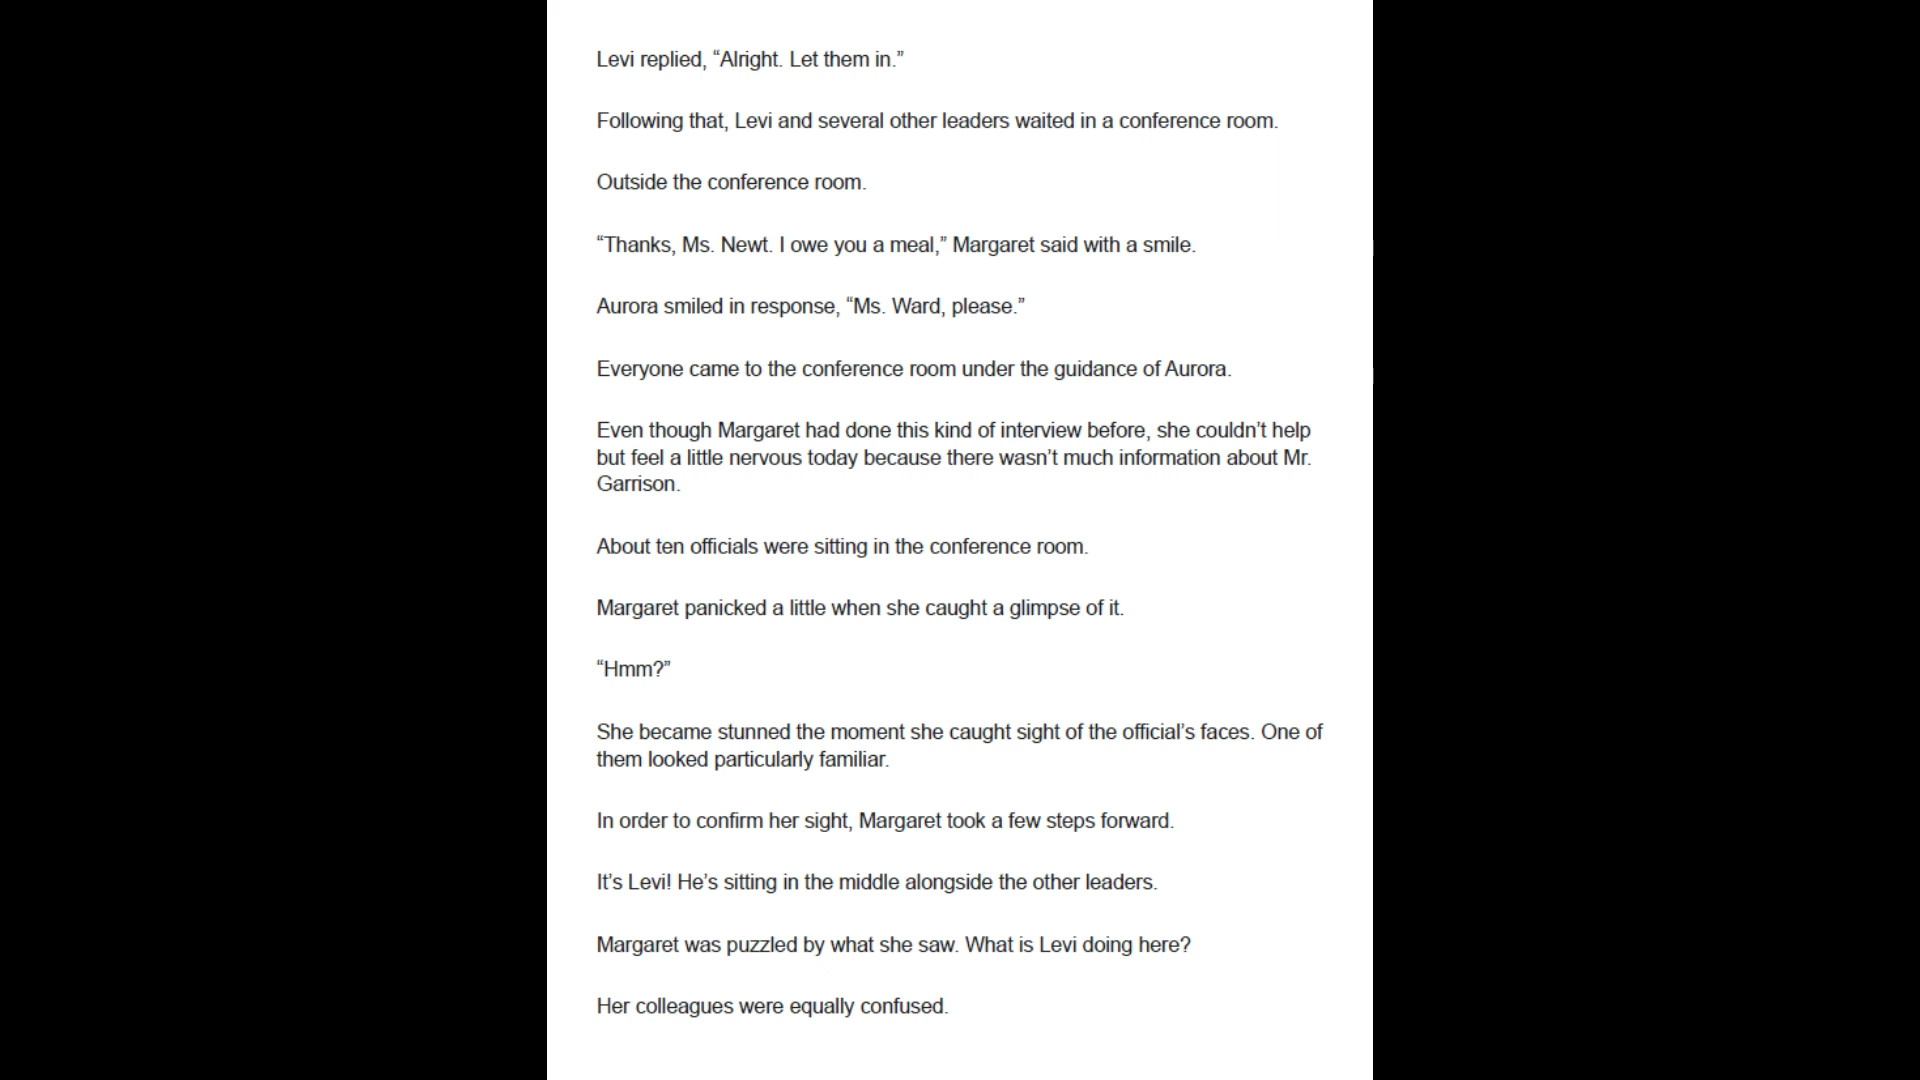 Levi replied, “Alright. Let them in.”
Following that, Levi and several other leaders waited in a conference room.
Outside the conference room.
“Thanks, Ms. Newt. I owe you a meal,” Margaret said with a smile.
Aurora smiled in response, “Ms. Ward, please.”
Everyone came to the conference room under the guidance of Aurora.
Even though Margaret had done this kind of interview before, she couldn’t help
but feel a little nervous today because there wasn’t much information about Mr.
Garrison.
About ten officials were sitting in the conference room.
Margaret panicked a little when she caught a glimpse of it.
“Hmm?”
She became stunned the moment she caught sight of the official’s faces. One of
them looked particularly familiar.
In order to confirm her sight, Margaret took a few steps forward.
It’s Levi! He’s sitting in the middle alongside the other leaders.
Margaret was puzzled by what she saw. What is Levi doing here?
Her colleagues were equally confused.